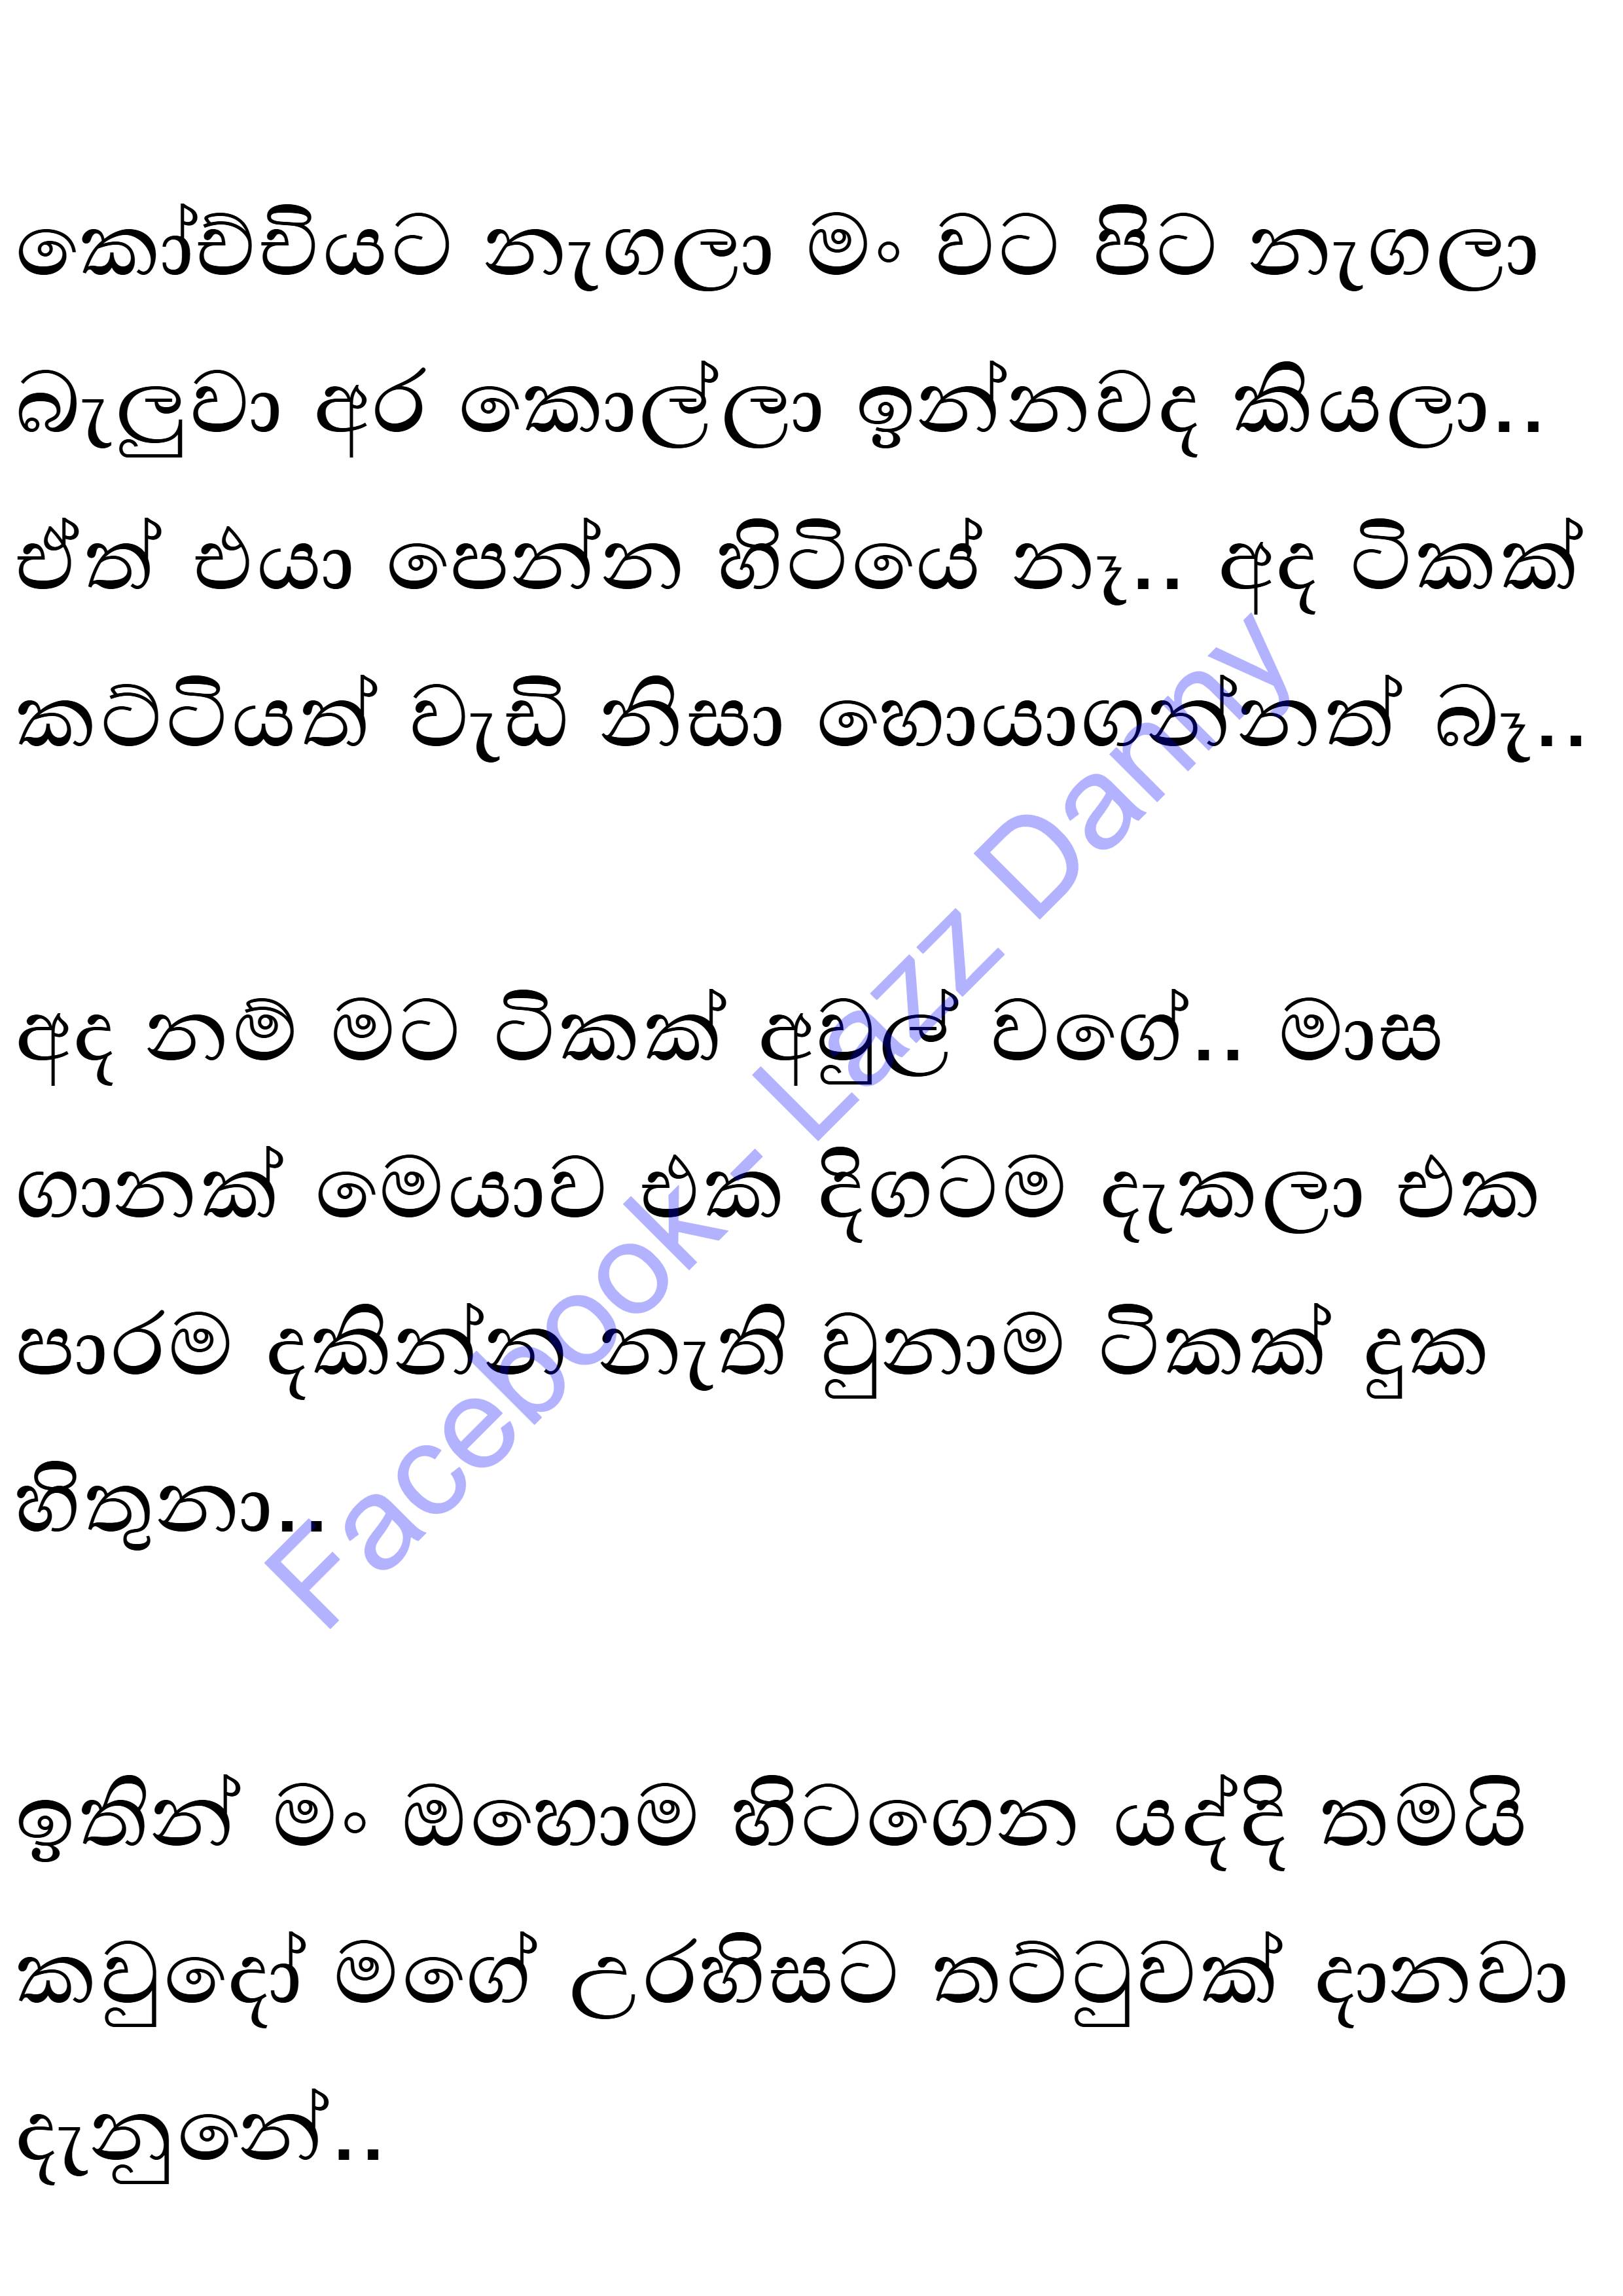 කෝච්චියට නැගලා මං වට පිට නැගලා
බැලුවා අර කොල්ලා ඉන්නවද කියලා..
ඒත් එයා පෙන්න හිටියේ නෑ.. අද ටිකක්
කට්ටියත් වැඩි නිසා හොයාගන්නත් බෑ..
අද නම් මට ටිකක් අවුල් වගේ.. මාස
ගානක් මෙයාව එක දිගටම දැකලා එක
පාරම දකින්න නැති වුනාම ටිකක් දුක
හිතුනා..
ඉතින් මං ඔහොම හිටගෙන යද්දි තමයි
කවුදෝ මගේ උරහිසට තට්ටුවක් දානවා
දැනුනේ..
Facebook- Lazz Danny